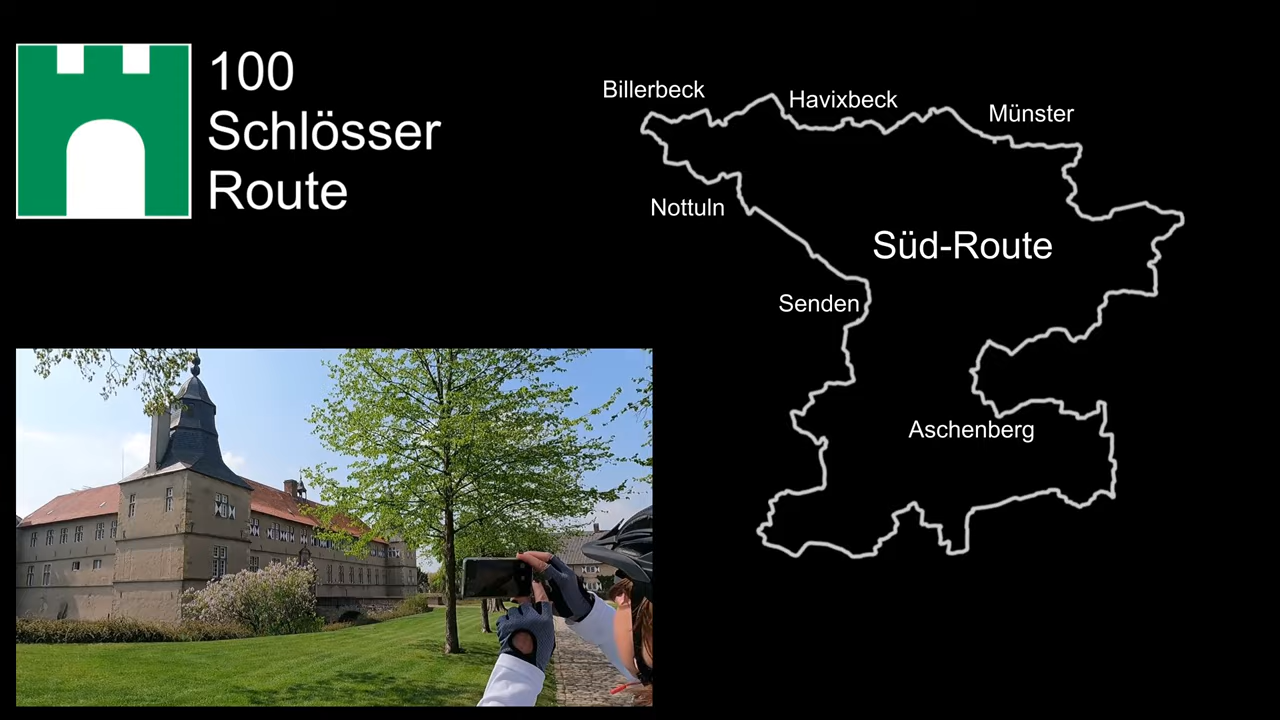 100
Schlösser
Route
Billerbeck
Havixbeck
Münster
Nottuln
Süd-Route
Senden
Aschenberg